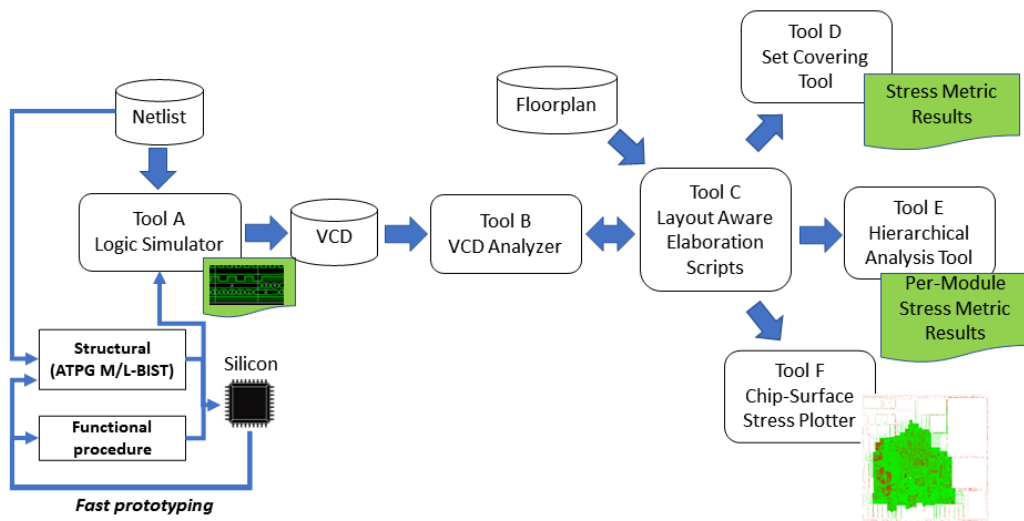 Netlist
Tool A
Logic Simulator
VCD
Structural
(ATPG M/L-BIST)
Functional
procedure
Silicon
Fast prototyping
Tool B
VCD Analyzer
Floorplan
Tool C
Layout Aware
Elaboration
Scripts
Tool D
Set Covering
Tool
Stress Metric
Results
Tool E
Hierarchical
Analysis Tool
Per-Module
Stress Metric
Results
Tool F
Chip-Surface
Stress Plotter